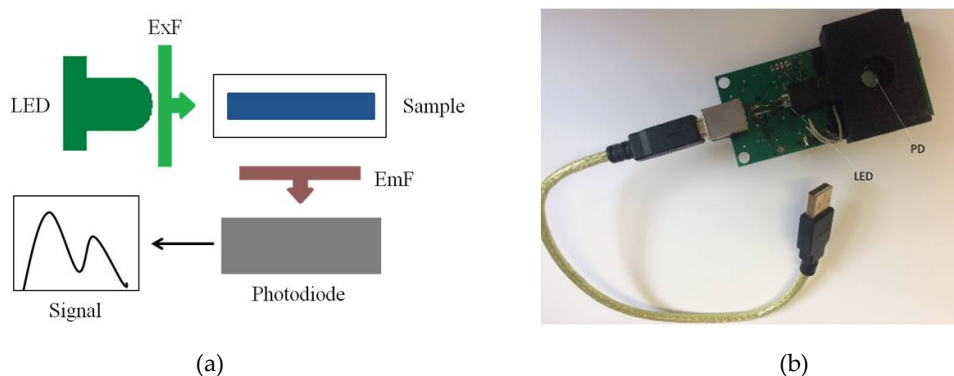 ExF
LED
Sample
EmF
Photodiode
Signal
PD
LED
(a)
(b)